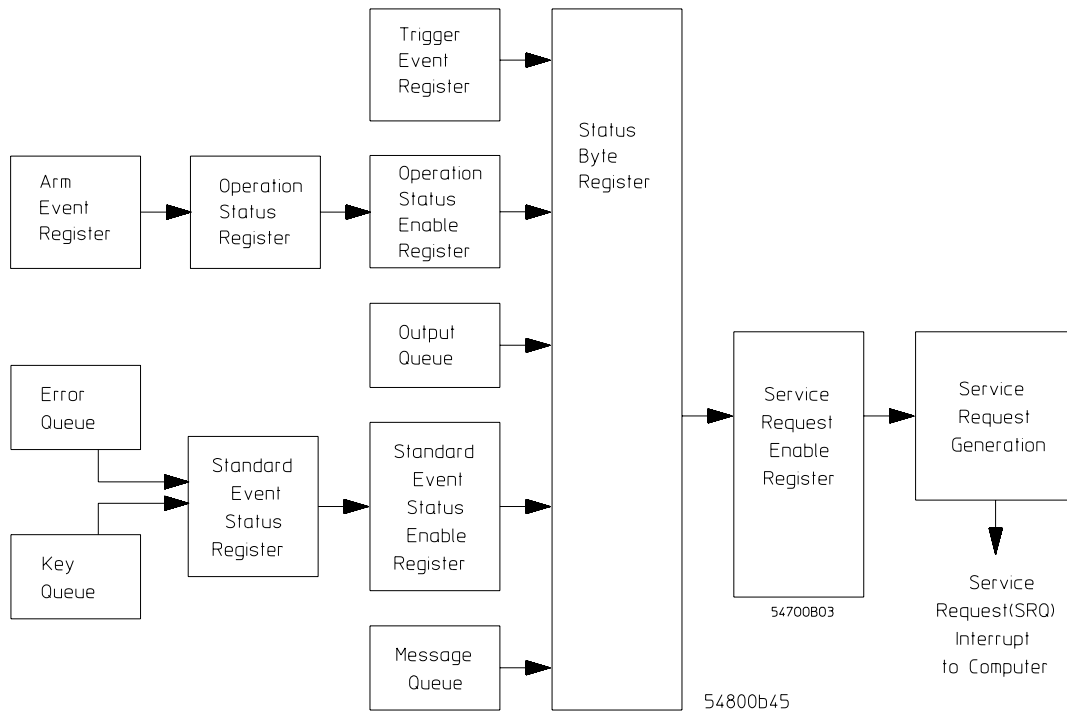 Trigger
Event
Register
Status
Byte
Register
Arm
Event
Register
Operation
Status
Register
Operation
Status
Enable
Register
Output
Queue
Error
Queue
Key
Queue
Standard
Event
Status
Register
Standard
Event
Status
Enable
Register
Message
Queue
Service
Request
Enable
Register
54700B03
Service
Request
Generation
Service
Request(SRQ)
Interrupt
to Computer
54800b45